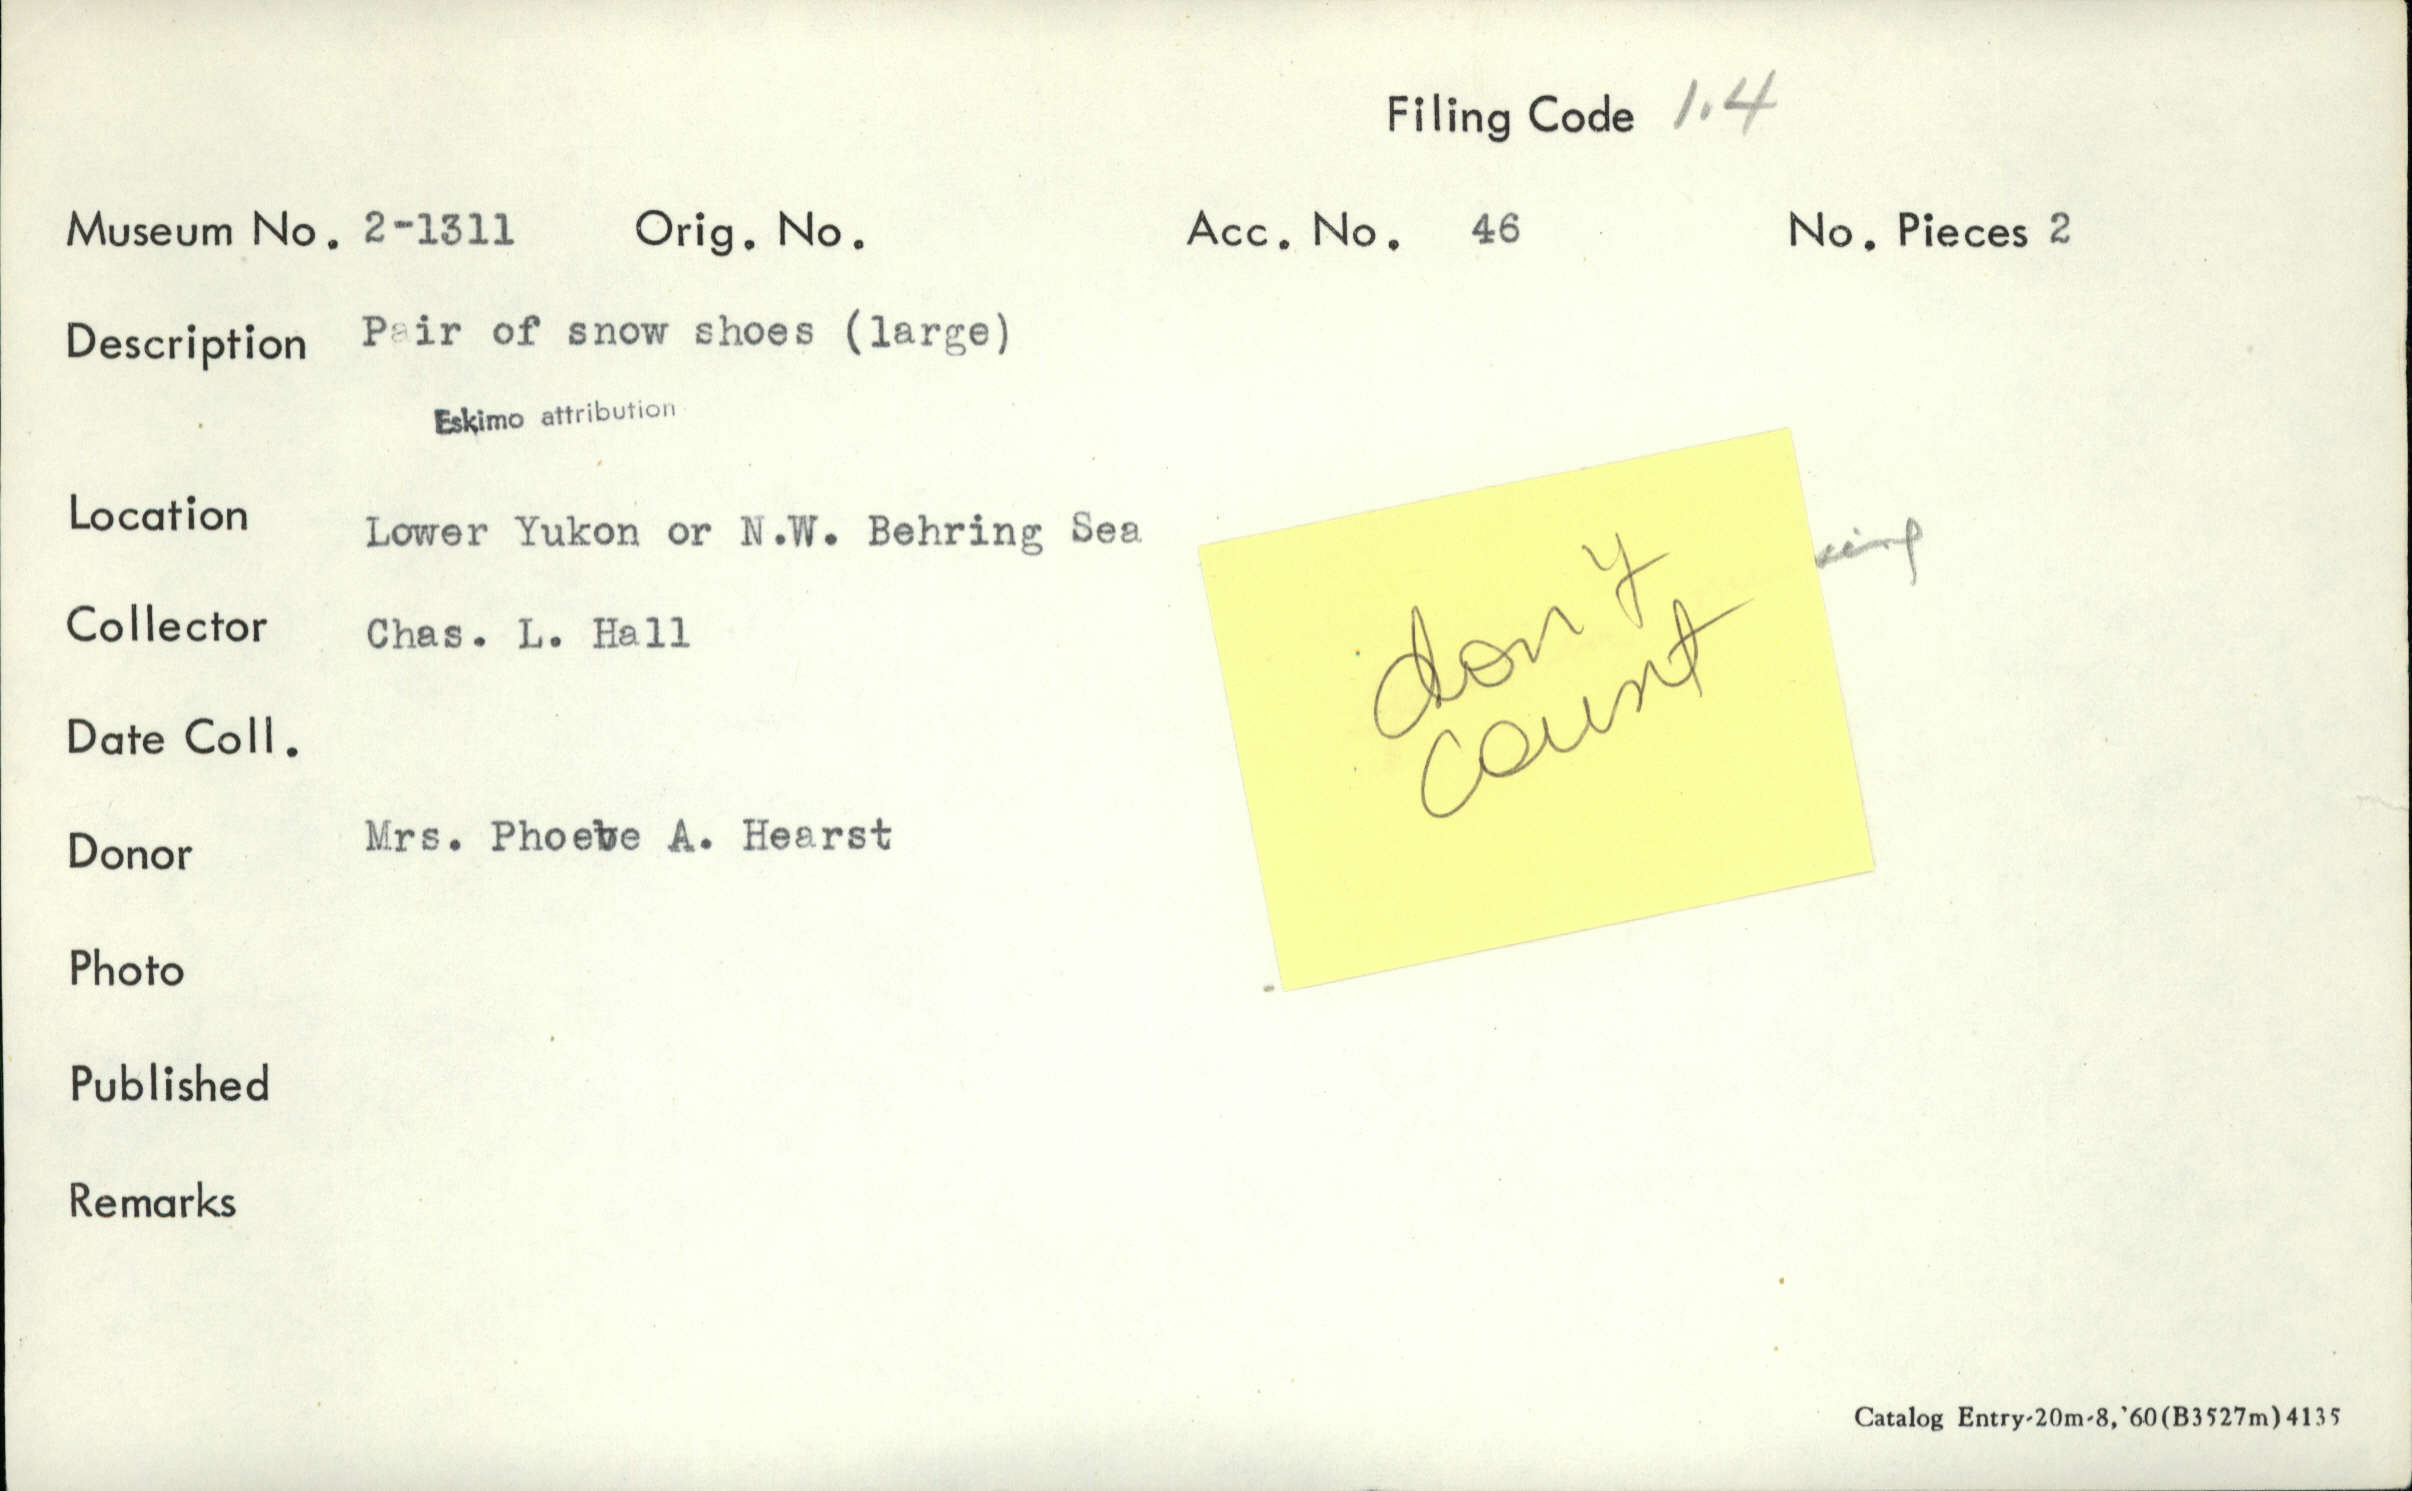 Filing Code 1.4
Museum No. 2-1311 Orig. No. Acc. No. 46 No. Pieces 2
Description Pair of snow shoes (large)
Eskimo attribution
Location Lower Yukon or N.W. Behring Sea
Collector Chas. L. Hall
Date Coll.
Donor Mrs. Phoebe A. Hearst
Photo
Published
Remarks
don't
count
Catalog Entry-20m-8,'60(B3527m)4135